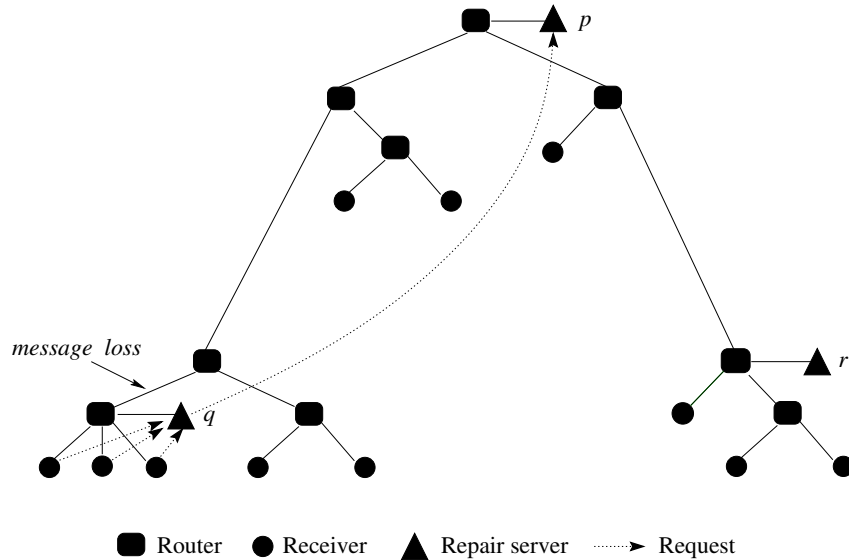 p
message loss
q
r
Router
Receiver
Repair server
Request